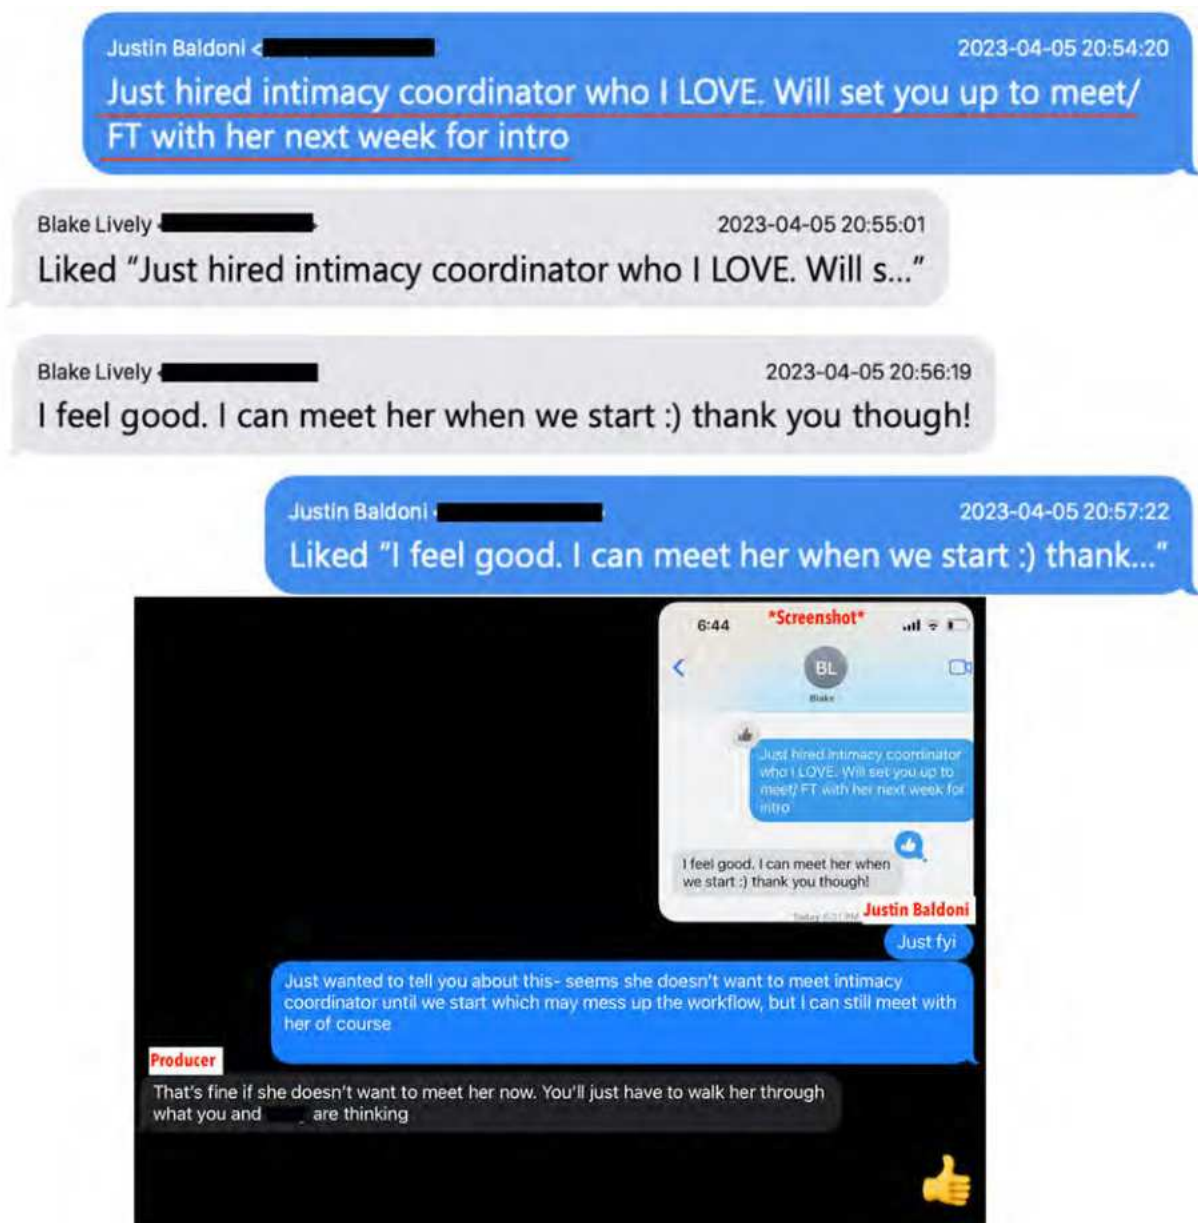 Justin Baldoni <
2023-04-05 20:54:20
Just hired intimacy coordinator who I LOVE. Will set you up to meet/
FT with her next week for intro
Blake Lively
2023-04-05 20:55:01
Liked “Just hired intimacy coordinator who I LOVE. Will s...”
Blake Lively
2023-04-05 20:56:19
I feel good. I can meet her when we start :) thank you though!
Justin Baldoni
2023-04-05 20:57:22
Liked “I feel good. I can meet her when we start :) thank...”
6:44
*Screenshot*
BL
Blake
Just hired intimacy coordinator
who I LOVE. Will set you up to
meet/ FT with her next week for
intro
I feel good. I can meet her when
we start :) thank you though!
Today 6:21 PM
Justin Baldoni
Just fyi
Just wanted to tell you about this- seems she doesn't want to meet intimacy
coordinator until we start which may mess up the workflow, but I can still meet with
her of course
Producer
That's fine if she doesn't want to meet her now. You'll just have to walk her through
what you and are thinking